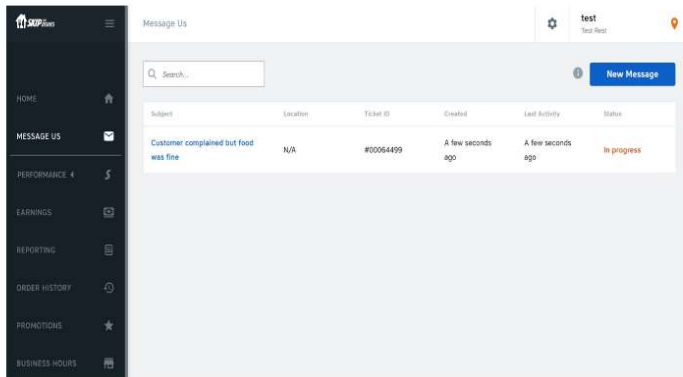 SKIP THE DISHES
Message Us
test
Test Rest
Search...
New Message
HOME
MESSAGE US
PERFORMANCE
EARNINGS
REPORTING
ORDER HISTORY
PROMOTIONS
BUSINESS HOURS
Subject
Location
Ticket ID
Created
Last Activity
Status
Customer complained but food
was fine
N/A
#00064499
A few seconds
ago
A few seconds
ago
In progress